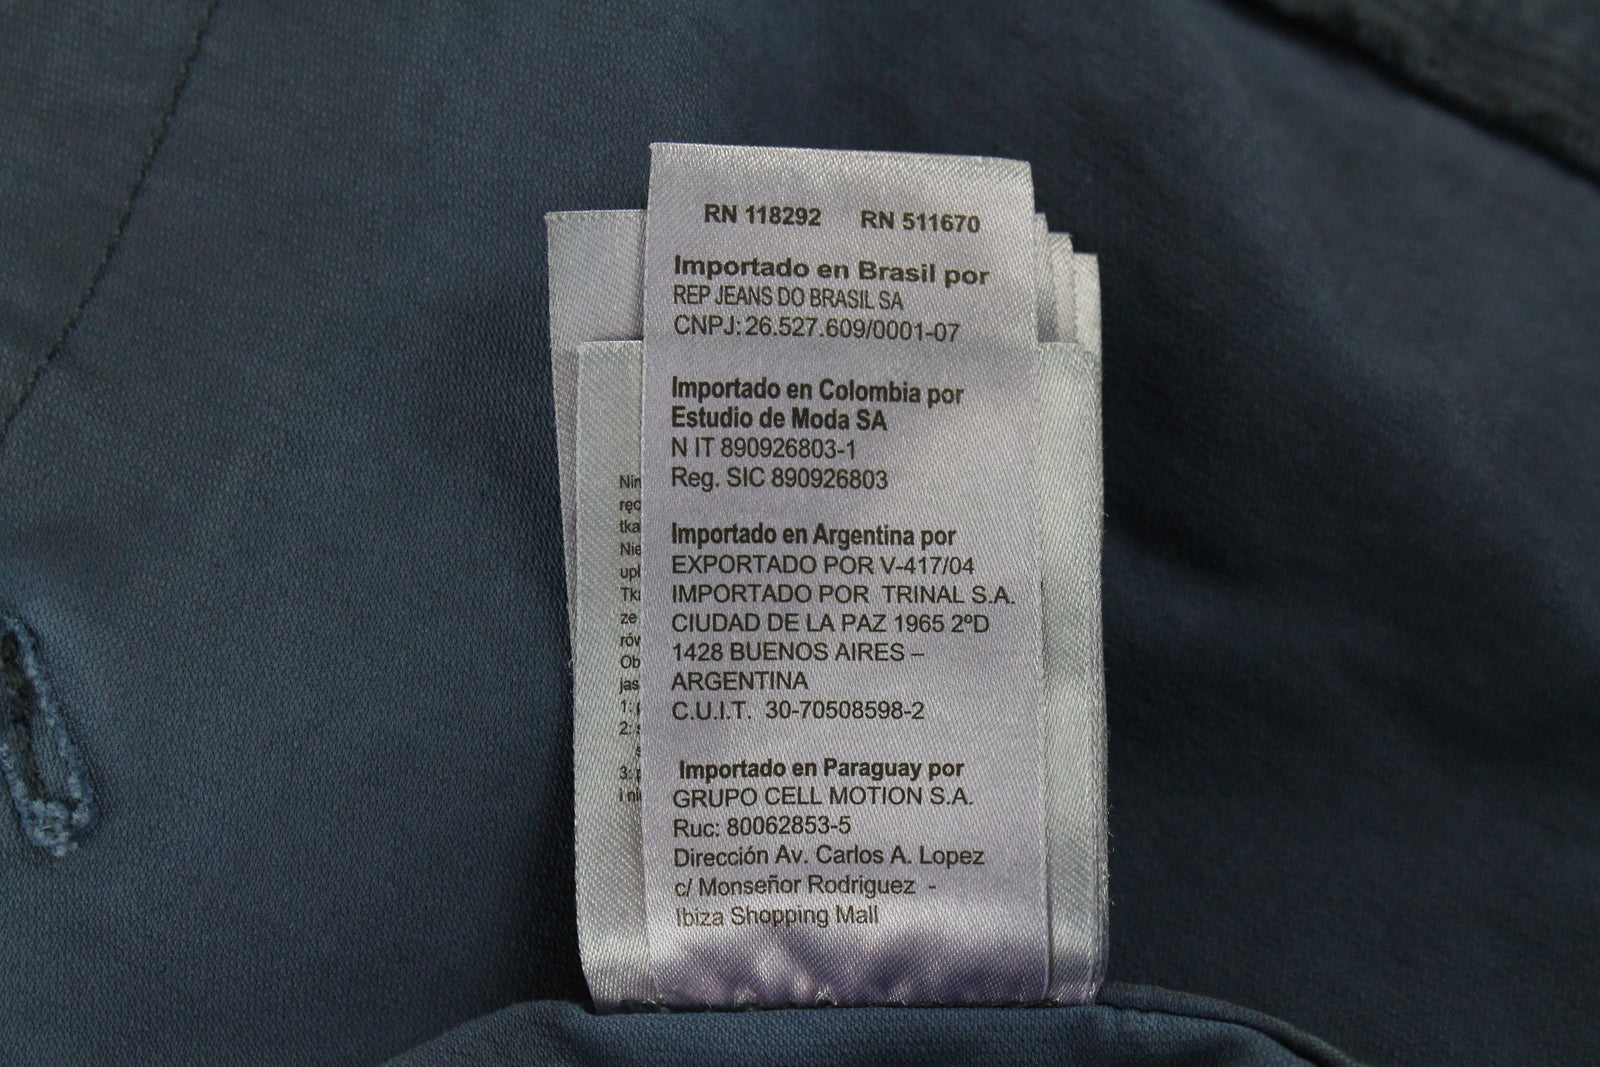 RN 118292 RN 511670
Importado en Brasil por
REP JEANS DO BRASIL SA
CNPJ: 26.527.609/0001-07
Importado en Colombia por
Estudio de Moda SA
N IT 890926803-1
Reg. SIC 890926803
Importado en Argentina por
EXPORTADO POR V-417/04
IMPORTADO POR TRINAL S.A.
CIUDAD DE LA PAZ 1965 2ºD
1428 BUENOS AIRES –
ARGENTINA
C.U.I.T. 30-70508598-2
Importado en Paraguay por
GRUPO CELL MOTION S.A.
Ruc: 80062853-5
Dirección Av. Carlos A. Lopez
c/ Monseñor Rodriguez -
Ibiza Shopping Mall